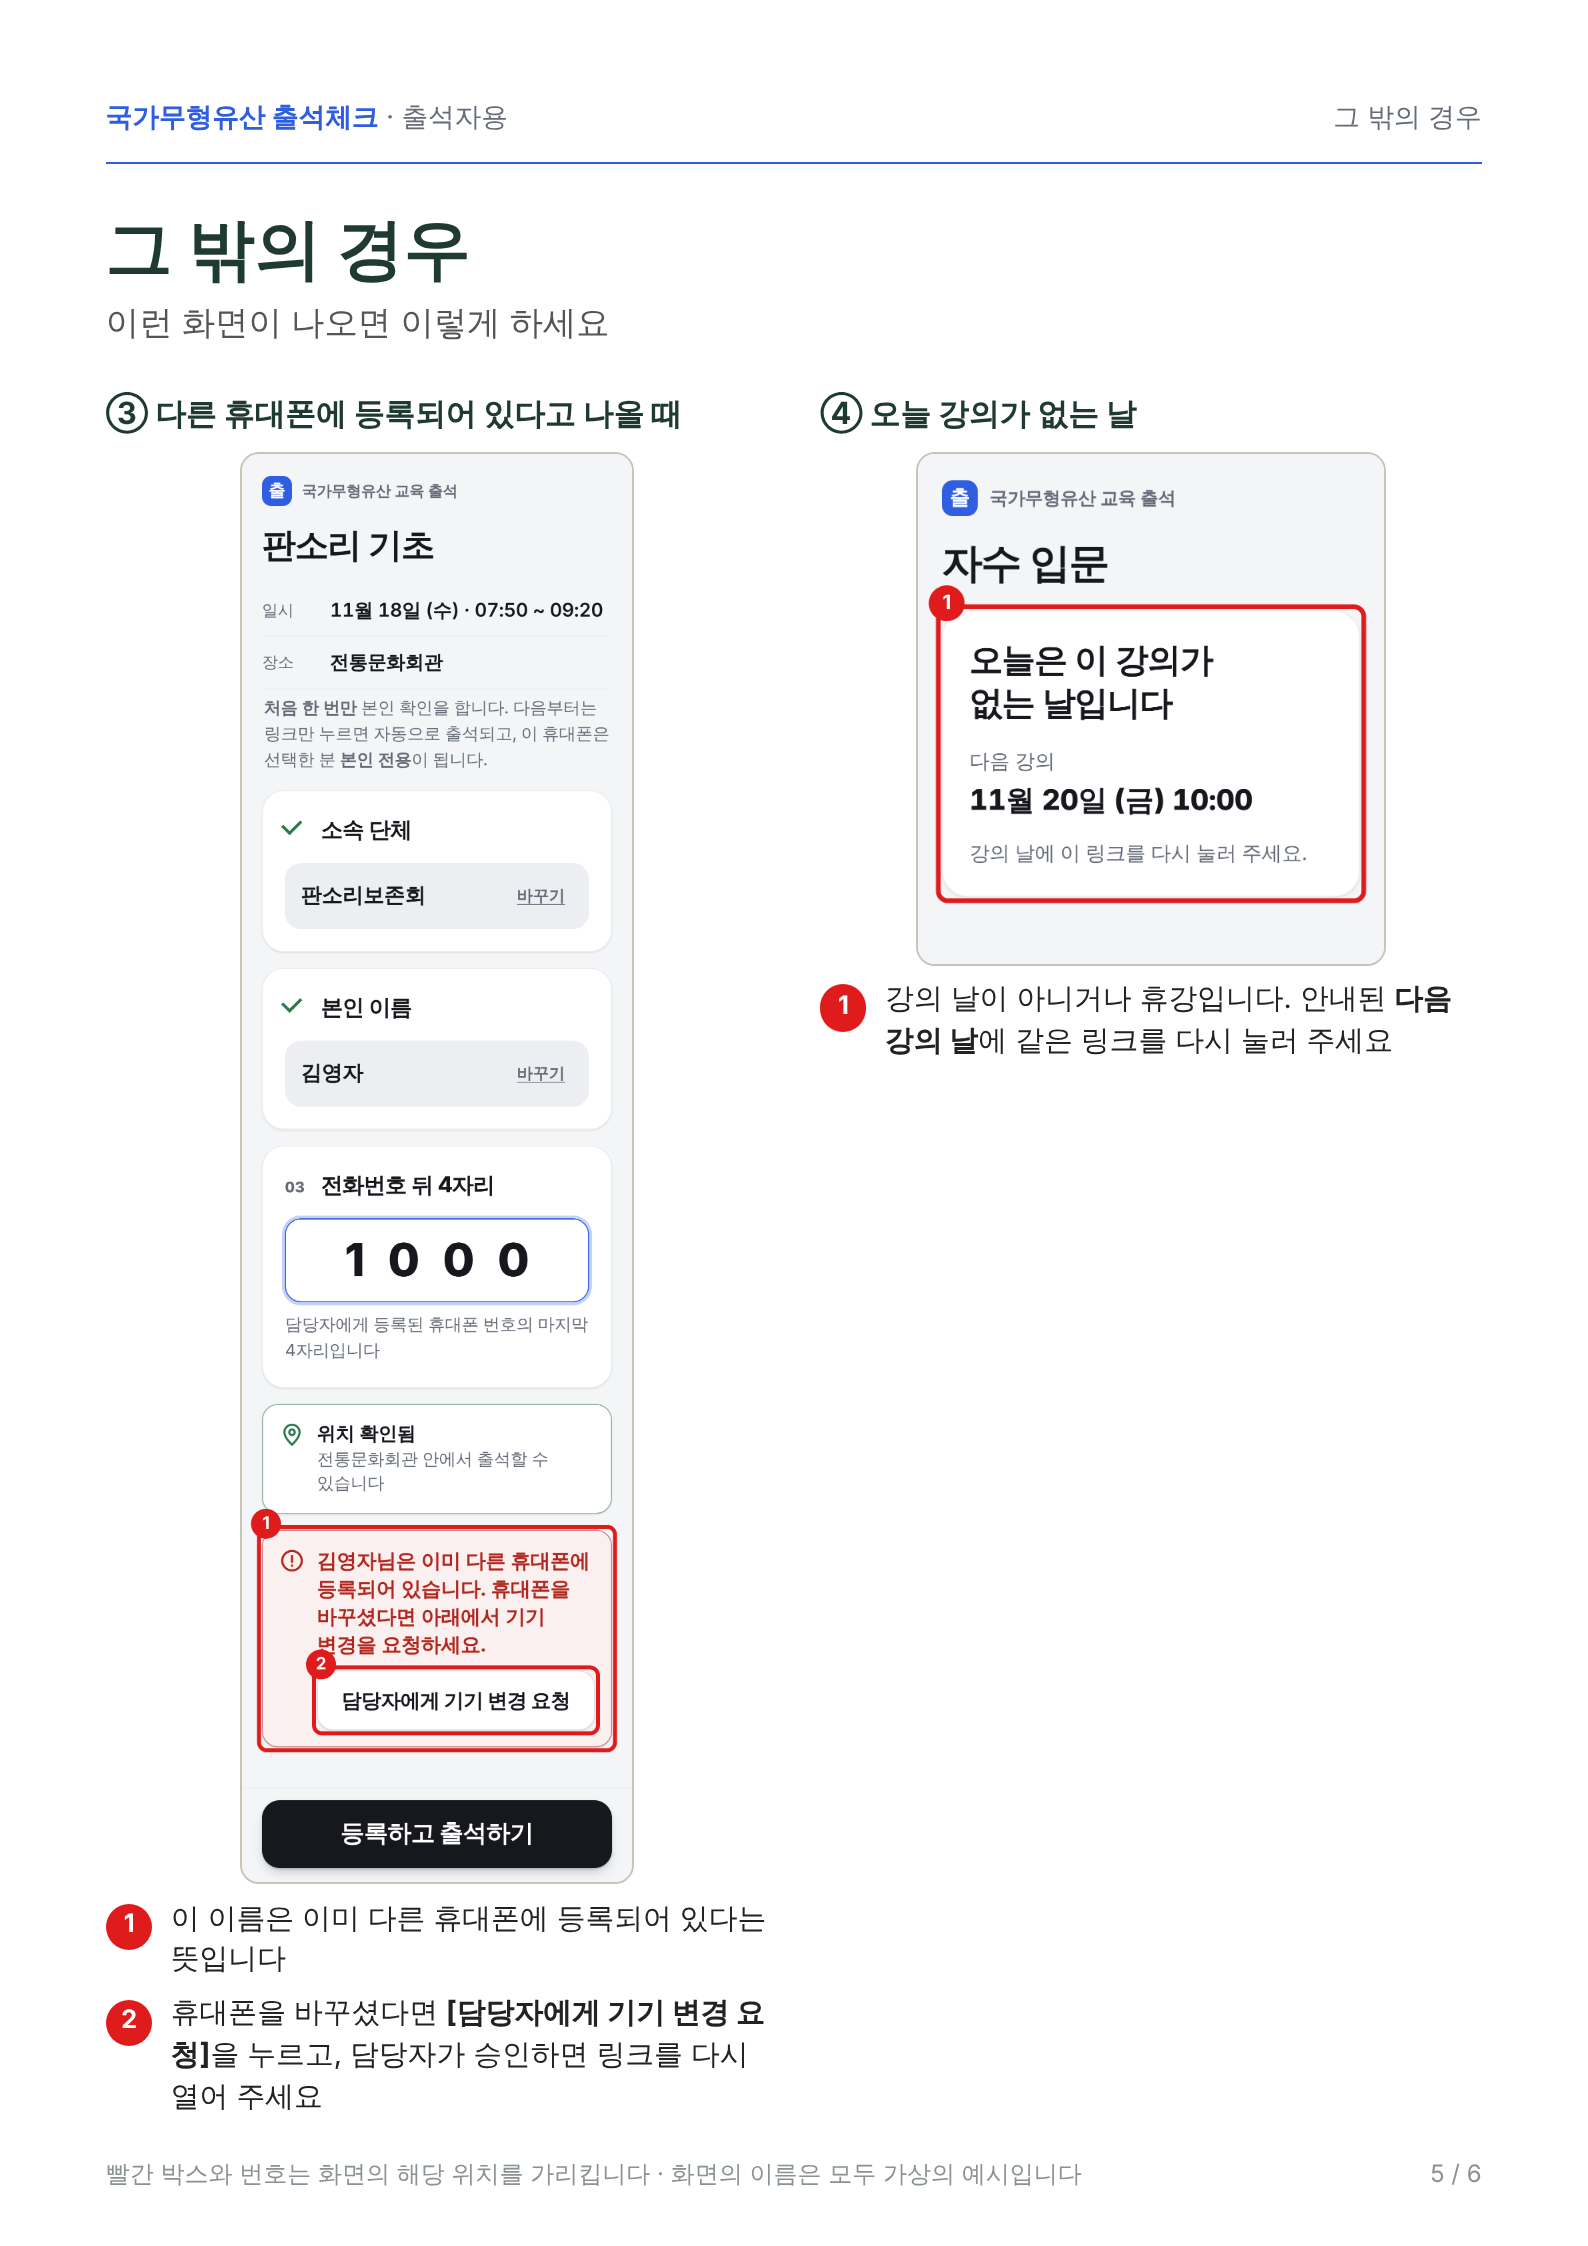 국가무형유산 출석체크 · 출석자용
그 밖의 경우
그 밖의 경우
이런 화면이 나오면 이렇게 하세요
③ 다른 휴대폰에 등록되어 있다고 나올 때
출 국가무형유산 교육 출석
판소리 기초
일시 11월 18일 (수) · 07:50 ~ 09:20
장소 전통문화회관
처음 한 번만 본인 확인을 합니다. 다음부터는
링크만 누르면 자동으로 출석되고, 이 휴대폰은
선택한 분 본인 전용이 됩니다.
소속 단체
판소리보존회 바꾸기
본인 이름
김영자 바꾸기
03 전화번호 뒤 4자리
1 0 0 0
담당자에게 등록된 휴대폰 번호의 마지막
4자리입니다
위치 확인됨
전통문화회관 안에서 출석할 수
있습니다
1
김영자님은 이미 다른 휴대폰에
등록되어 있습니다. 휴대폰을
바꾸셨다면 아래에서 기기
변경을 요청하세요.
2
담당자에게 기기 변경 요청
등록하고 출석하기
1 이 이름은 이미 다른 휴대폰에 등록되어 있다는
뜻입니다
2 휴대폰을 바꾸셨다면 [담당자에게 기기 변경 요
청]을 누르고, 담당자가 승인하면 링크를 다시
열어 주세요
④ 오늘 강의가 없는 날
출 국가무형유산 교육 출석
자수 입문
1
오늘은 이 강의가
없는 날입니다
다음 강의
11월 20일 (금) 10:00
강의 날에 이 링크를 다시 눌러 주세요.
1 강의 날이 아니거나 휴강입니다. 안내된 다음
강의 날에 같은 링크를 다시 눌러 주세요
빨간 박스와 번호는 화면의 해당 위치를 가리킵니다 · 화면의 이름은 모두 가상의 예시입니다
5 / 6